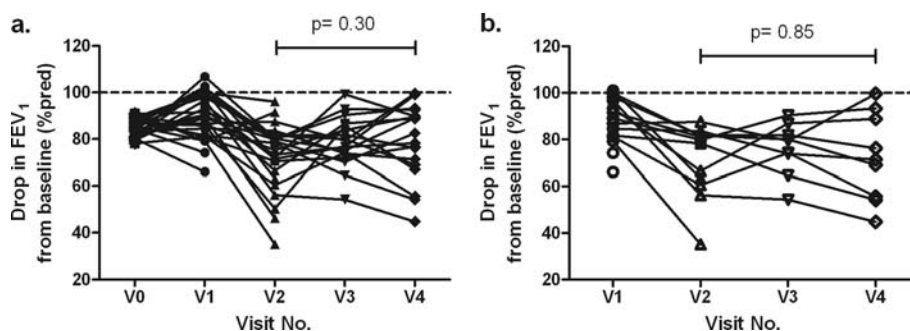 a.
p= 0.30
Drop in FEV1
from baseline (%pred)
120
100
80
60
40
20
V0 V1 V2 V3 V4
Visit No.
b.
p= 0.85
Drop in FEV1
from baseline (%pred)
120
100
80
60
40
20
V1 V2 V3 V4
Visit No.